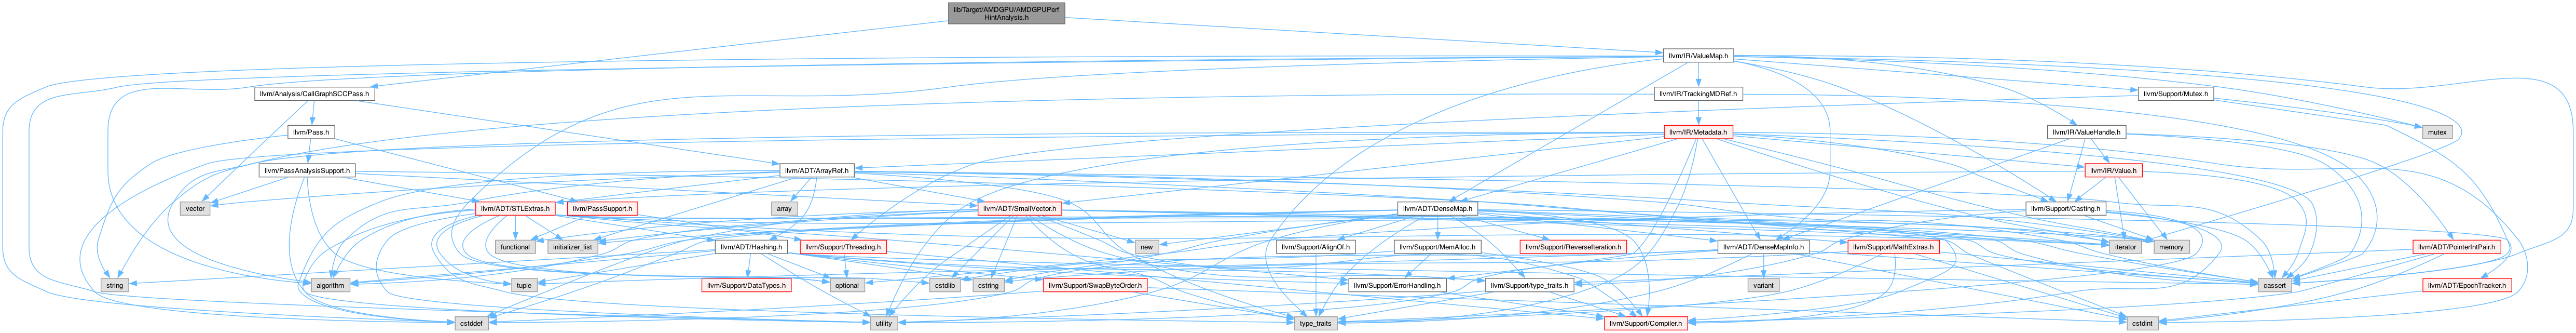 lib/Target/AMDGPU/AMDGPUPerf
HintAnalysis.h
llvm/IR/ValueMap.h
llvm/Analysis/CallGraphSCCPass.h
llvm/IR/TrackingMDRef.h
llvm/Support/Mutex.h
llvm/Pass.h
llvm/IR/Metadata.h
llvm/IR/ValueHandle.h
mutex
llvm/PassAnalysisSupport.h
llvm/ADT/ArrayRef.h
llvm/IR/Value.h
vector
llvm/PassSupport.h
array
llvm/ADT/STLExtras.h
llvm/ADT/SmallVector.h
llvm/ADT/DenseMap.h
llvm/Support/Casting.h
functional
initializer_list
llvm/ADT/Hashing.h
llvm/Support/Threading.h
new
llvm/Support/AlignOf.h
llvm/Support/MemAlloc.h
llvm/Support/ReverseIteration.h
llvm/ADT/DenseMapInfo.h
llvm/Support/MathExtras.h
iterator
memory
llvm/ADT/PointerIntPair.h
string
algorithm
tuple
llvm/Support/DataTypes.h
optional
cstdlib
cstring
llvm/Support/ErrorHandling.h
llvm/Support/type_traits.h
variant
cassert
llvm/ADT/EpochTracker.h
llvm/Support/SwapByteOrder.h
cstddef
utility
type_traits
llvm/Support/Compiler.h
cstdint